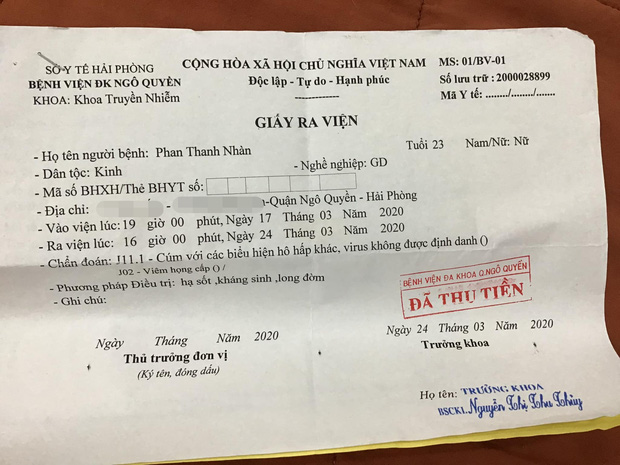 SỞ Y TẾ HẢI PHÒNG
BỆNH VIỆN ĐK NGÔ QUYỀN
KHOA: Khoa Truyền Nhiễm
CỘNG HÒA XÃ HỘI CHỦ NGHĨA VIỆT NAM
Độc lập - Tự do - Hạnh phúc
------------
MS: 01/BV-01
Số lưu trữ : 2000028899
Mã Y tế: ......../......../........
GIẤY RA VIỆN
- Họ tên người bệnh: Phan Thanh Nhàn Tuổi 23 Nam/Nữ: Nữ
- Dân tộc: Kinh - Nghề nghiệp: GD
- Mã số BHXH/Thẻ BHYT số:
- Địa chỉ: -Quận Ngô Quyền - Hải Phòng
- Vào viện lúc: 19 giờ 00 phút, Ngày 17 Tháng 03 Năm 2020
- Ra viện lúc: 16 giờ 00 phút, Ngày 24 Tháng 03 Năm 2020
- Chẩn đoán: J11.1 - Cúm với các biểu hiện hô hấp khác, virus không được định danh ()
J02 - Viêm họng cấp () /
- Phương pháp Điều trị: hạ sốt ,kháng sinh ,long đờm
- Ghi chú:
BỆNH VIỆN ĐA KHOA Q.NGÔ QUYỀN
ĐÃ THU TIỀN
Ngày Tháng Năm 2020
Thủ trưởng đơn vị
(Ký tên, đóng dấu)
Ngày 24 Tháng 03 Năm 2020
Trưởng khoa
Họ tên: TRƯỞNG KHOA
BSCKI. Nguyễn Thị Thu Thủy